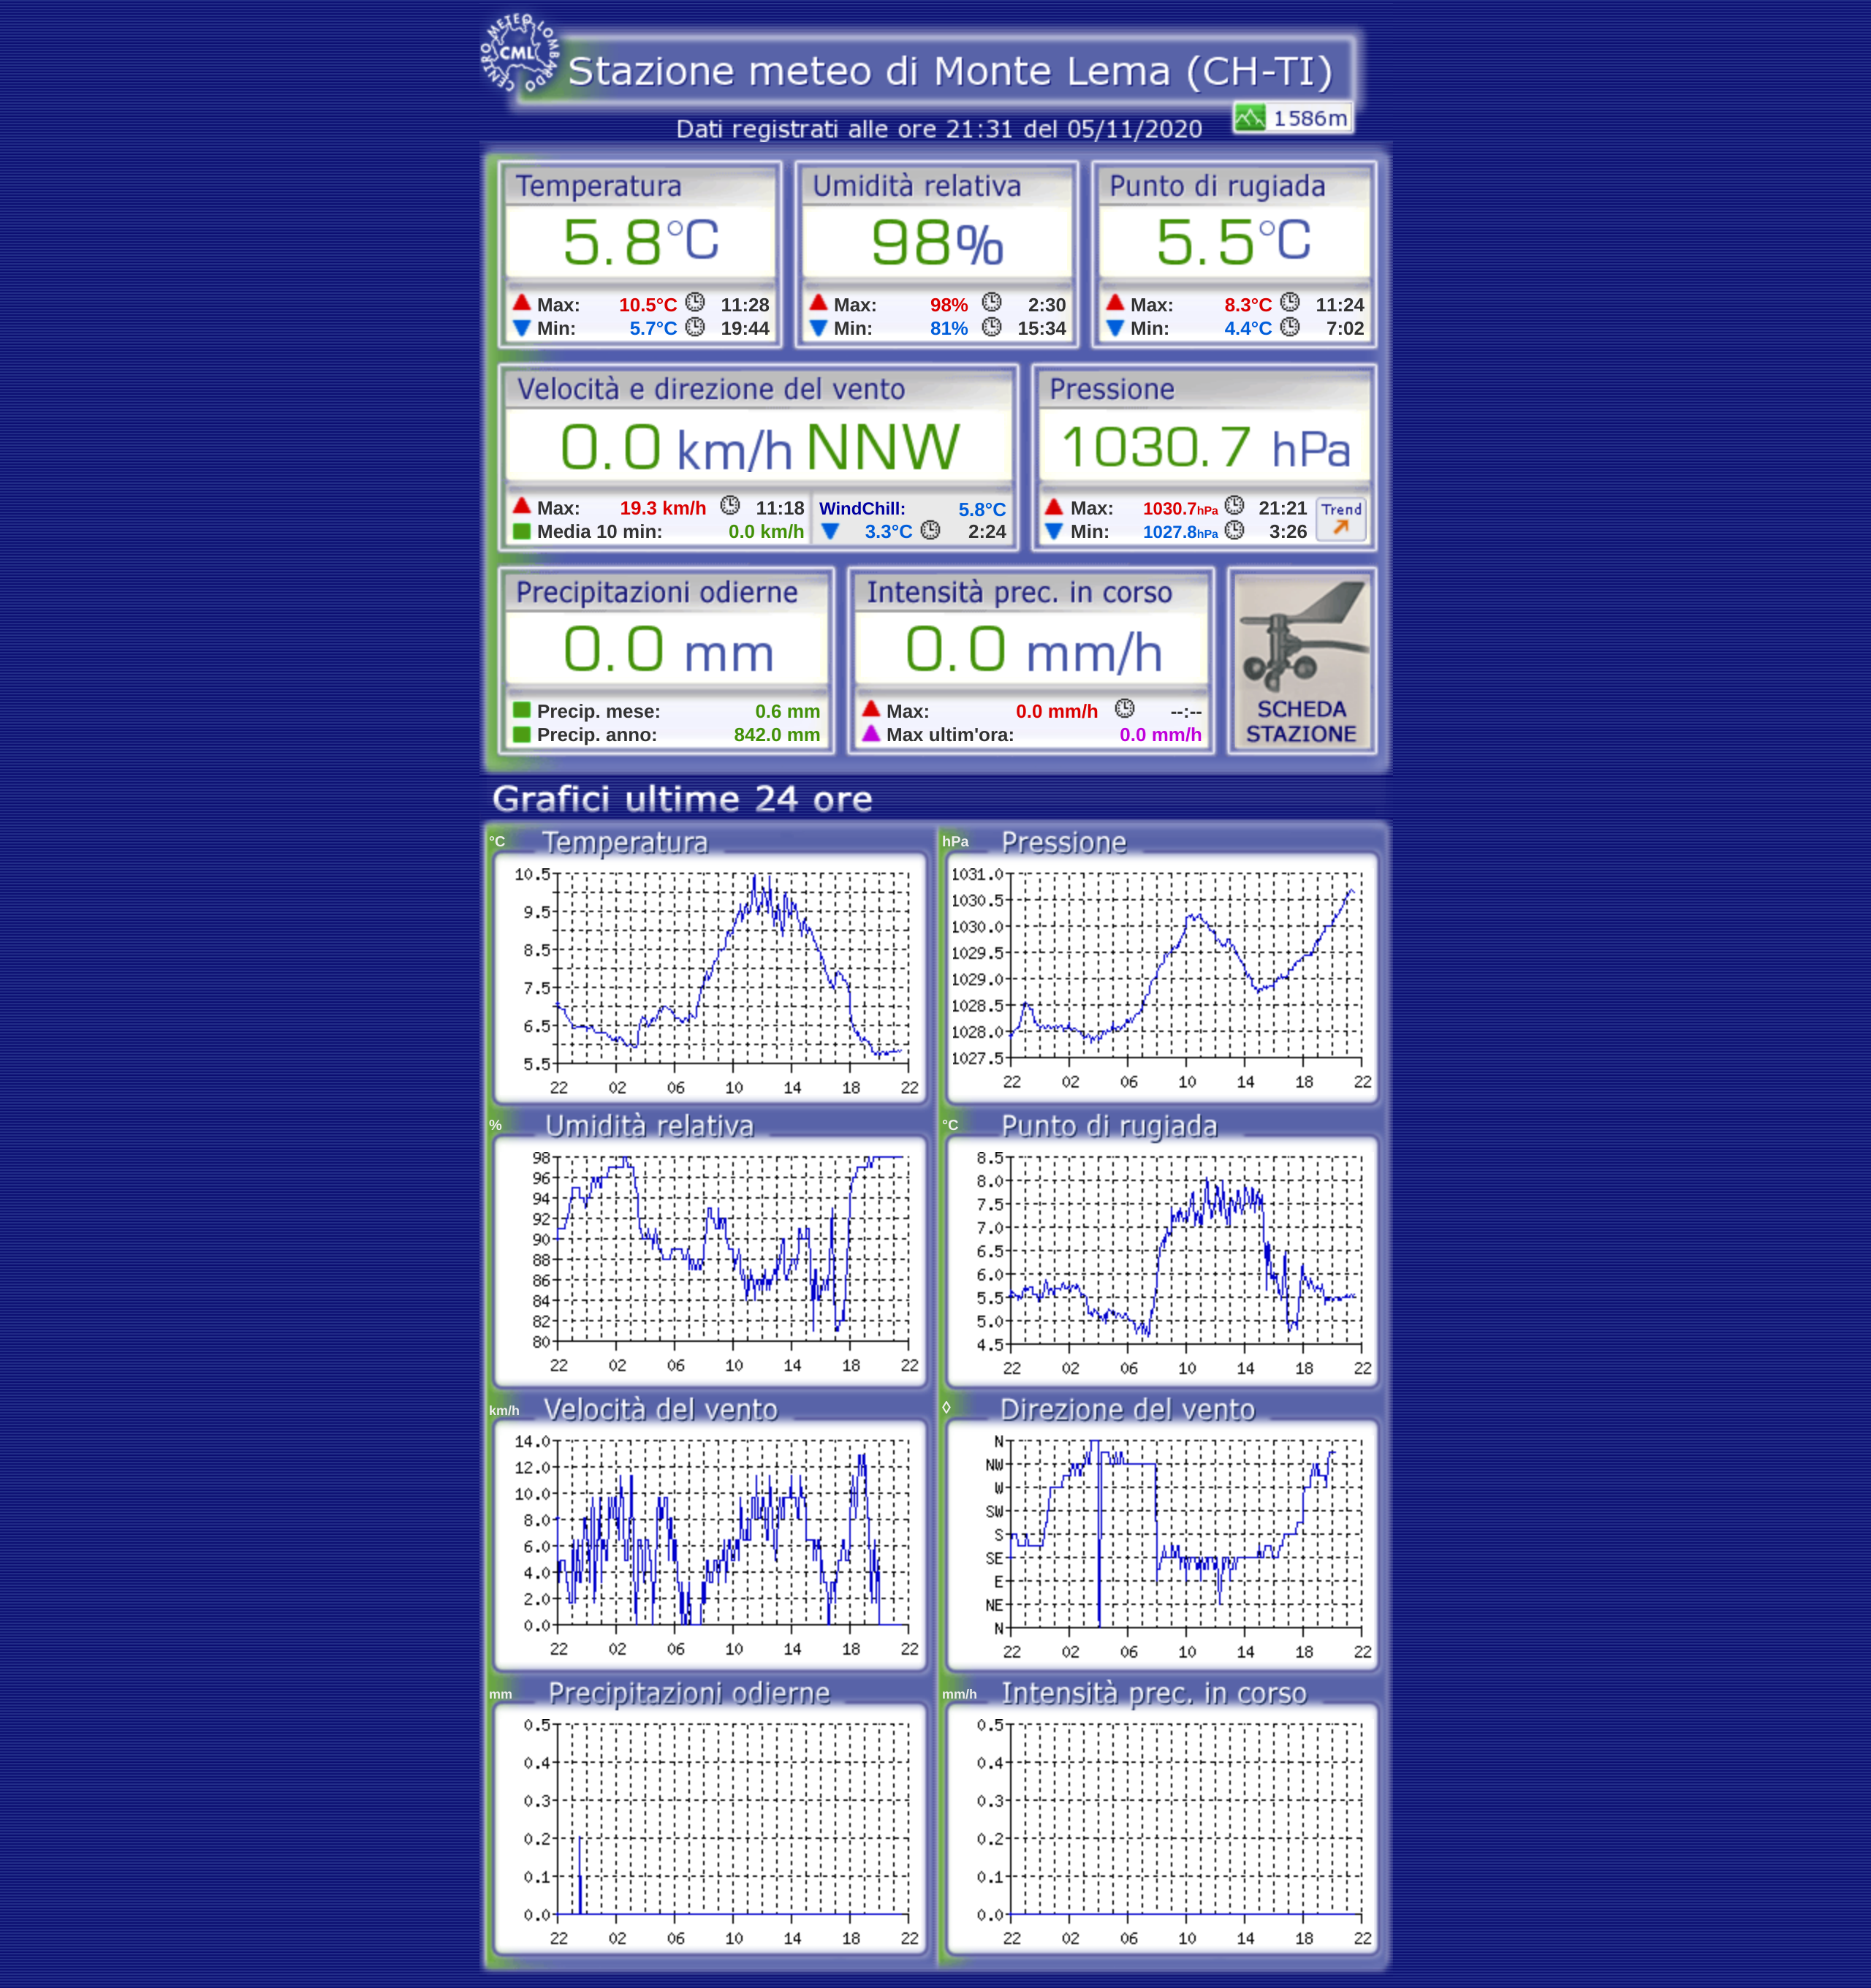 CENTRO METEO LOMBARDO
CML
Stazione meteo di Monte Lema (CH-TI)
1586m
Dati registrati alle ore 21:31 del 05/11/2020
Temperatura Umidità relativa Punto di rugiada
5.8°C 98% 5.5°C
Max: 10.5°C 11:28 Max: 98% 2:30 Max: 8.3°C 11:24
Min: 5.7°C 19:44 Min: 81% 15:34 Min: 4.4°C 7:02
Velocità e direzione del vento Pressione
0.0 km/h NNW 1030.7 hPa
Max: 19.3 km/h 11:18 WindChill: 5.8°C Max: 1030.7hPa 21:21 Trend
Media 10 min: 0.0 km/h 3.3°C 2:24 Min: 1027.8hPa 3:26
Precipitazioni odierne Intensità prec. in corso
0.0 mm 0.0 mm/h
Precip. mese: 0.6 mm Max: 0.0 mm/h --:-- SCHEDA
Precip. anno: 842.0 mm Max ultim'ora: 0.0 mm/h STAZIONE
Grafici ultime 24 ore
°C Temperatura
10.5
9.5
8.5
7.5
6.5
5.5
22 02 06 10 14 18 22
hPa Pressione
1031.0
1030.5
1030.0
1029.5
1029.0
1028.5
1028.0
1027.5
22 02 06 10 14 18 22
% Umidità relativa
98
96
94
92
90
88
86
84
82
80
22 02 06 10 14 18 22
°C Punto di rugiada
8.5
8.0
7.5
7.0
6.5
6.0
5.5
5.0
4.5
22 02 06 10 14 18 22
km/h Velocità del vento
14.0
12.0
10.0
8.0
6.0
4.0
2.0
0.0
22 02 06 10 14 18 22
◊ Direzione del vento
N
NW
W
SW
S
SE
E
NE
N
22 02 06 10 14 18 22
mm Precipitazioni odierne
0.5
0.4
0.3
0.2
0.1
0.0
22 02 06 10 14 18 22
mm/h Intensità prec. in corso
0.5
0.4
0.3
0.2
0.1
0.0
22 02 06 10 14 18 22